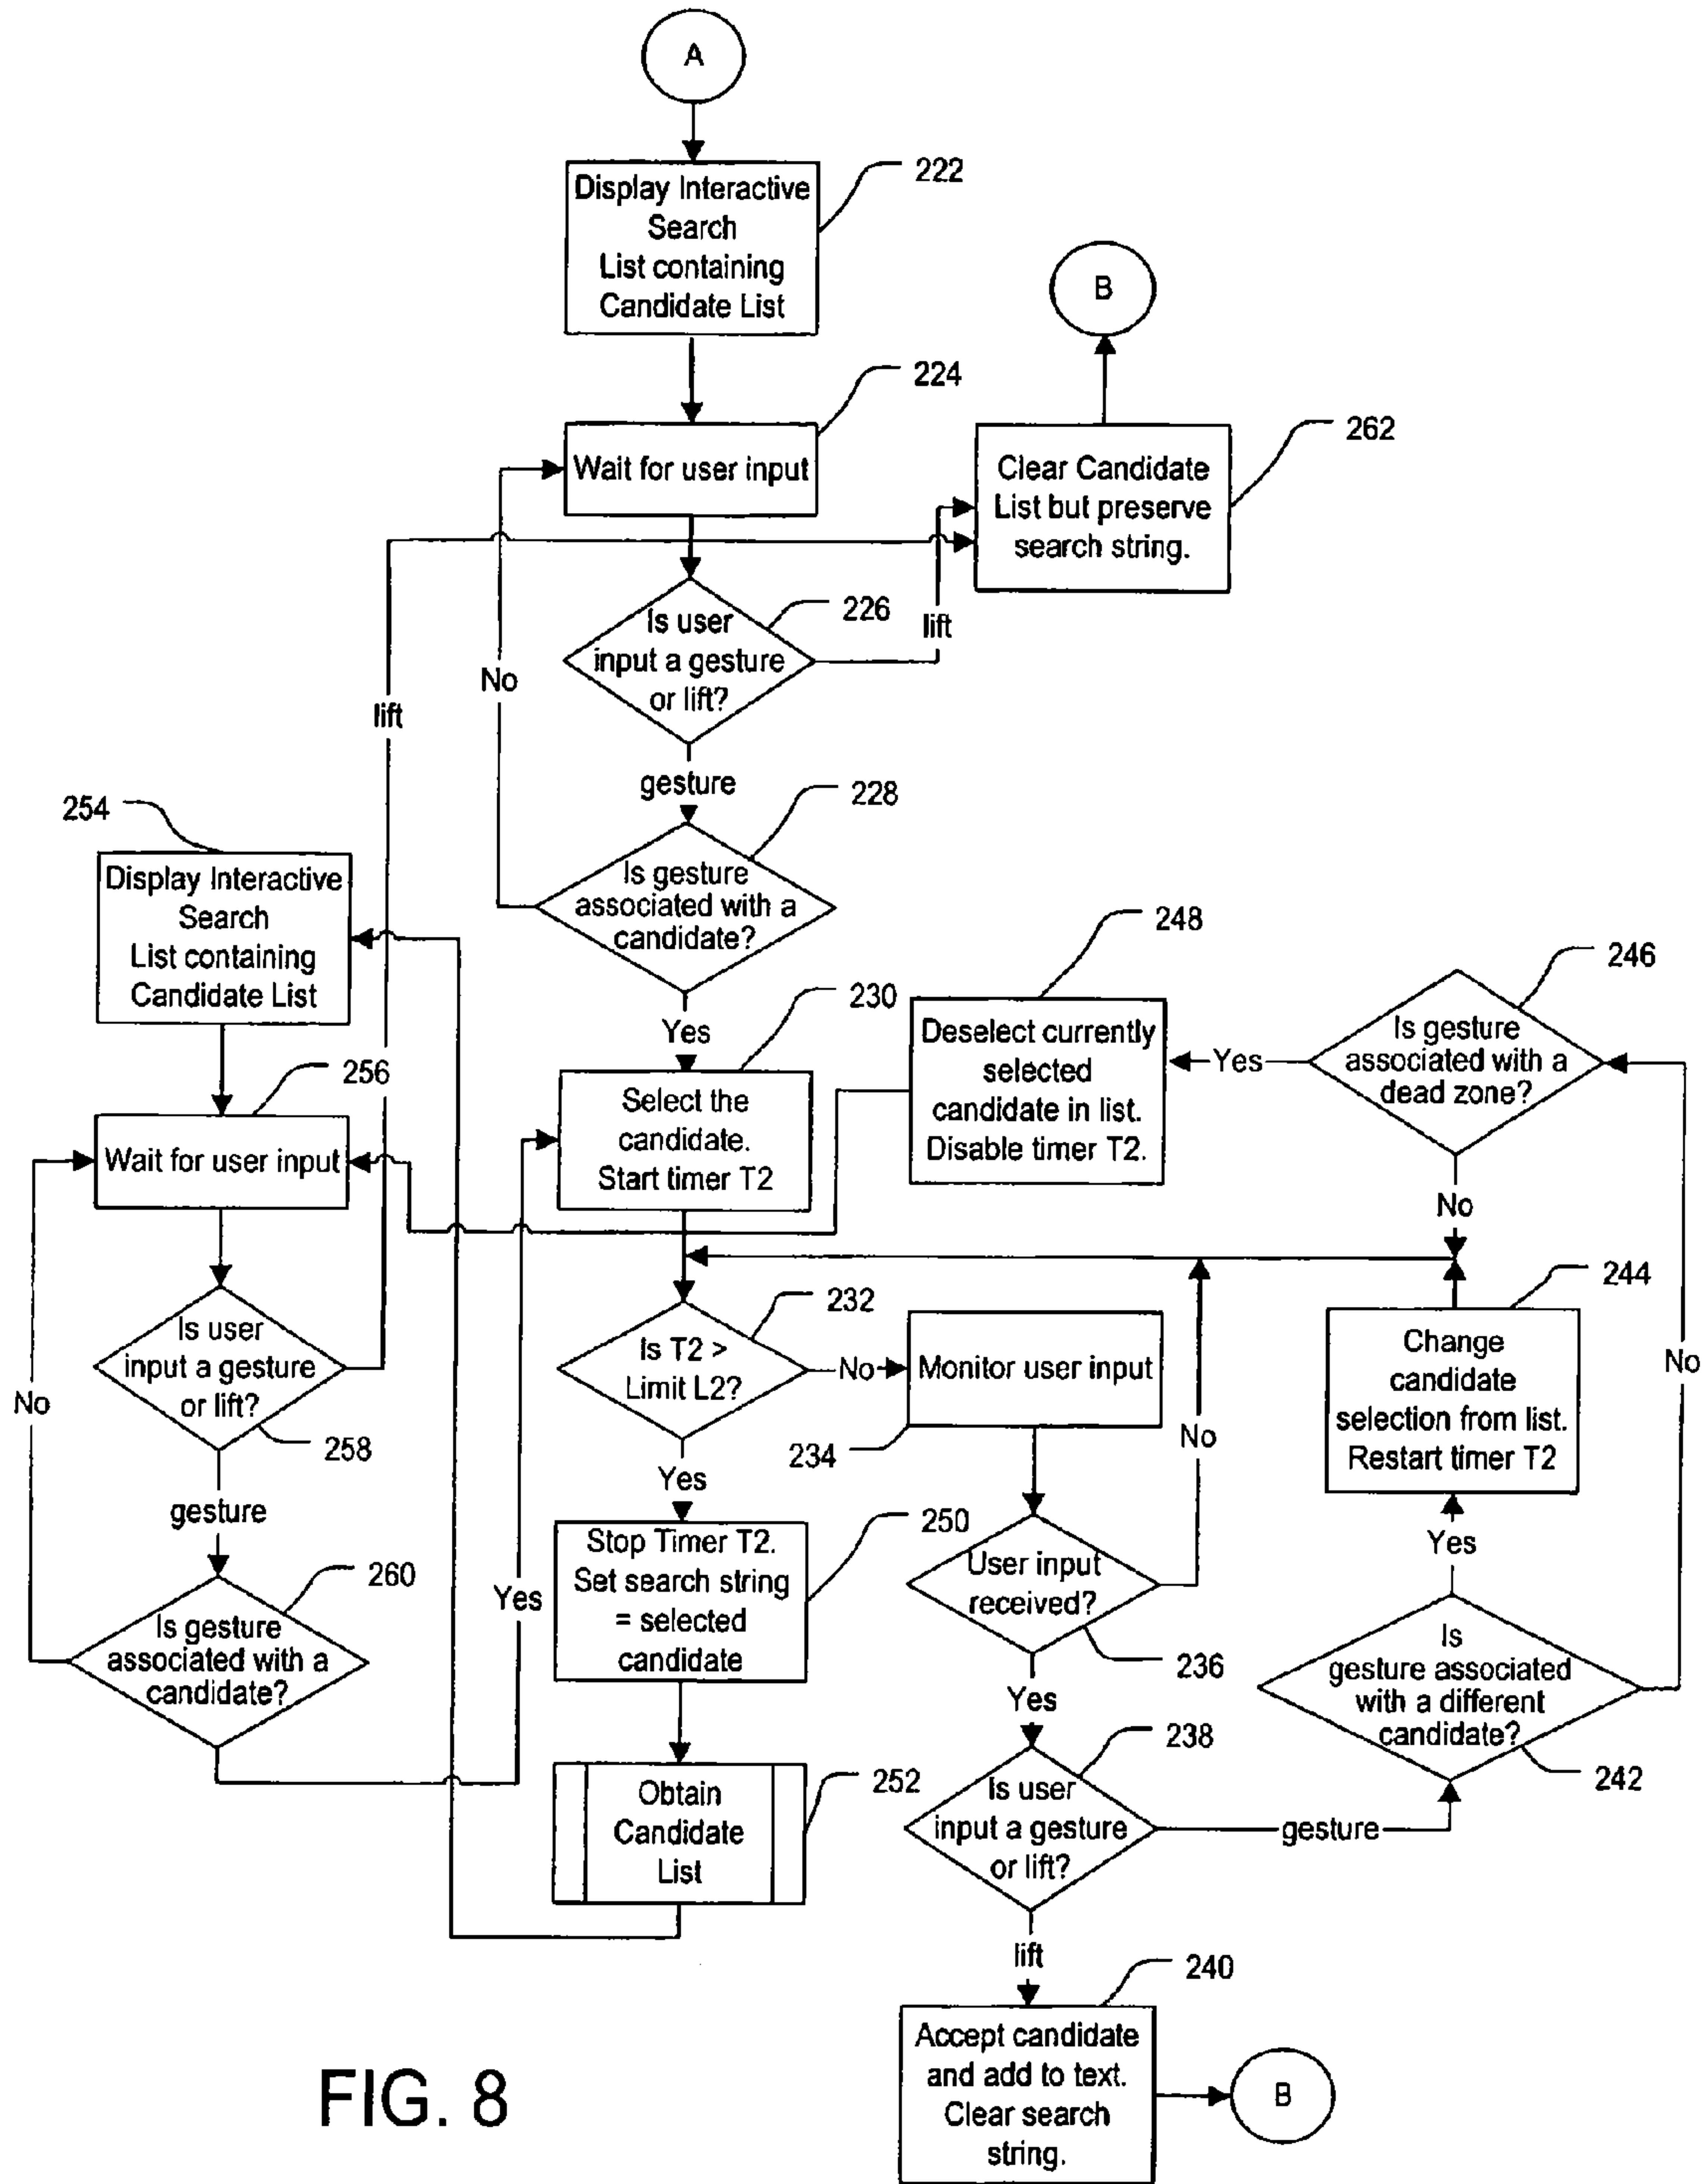 A
Display Interactive
Search
List containing
Candidate List
222
B
Wait for user input
224
Clear Candidate
List but preserve
search string.
262
Is user
input a gesture
or lift?
226
lift
No
lift
gesture
254
Display Interactive
Search
List containing
Candidate List
Is gesture
associated with a
candidate?
228
248
Deselect currently
selected
candidate in list.
Disable timer T2.
Yes
Is gesture
associated with a
dead zone?
246
Yes
230
Select the
candidate.
Start timer T2
256
Wait for user input
No
Is user
input a gesture
or lift?
258
No
Is T2 >
Limit L2?
232
No
Monitor user input
234
No
244
Change
candidate
selection from list.
Restart timer T2
No
gesture
Yes
Stop Timer T2.
Set search string
= selected
candidate
250
User input
received?
236
Yes
Is gesture
associated with a
candidate?
260
Yes
Yes
Is
gesture associated
with a different
candidate?
242
Obtain
Candidate
List
252
Is user
input a gesture
or lift?
238
gesture
lift
240
Accept candidate
and add to text.
Clear search
string.
B
FIG. 8